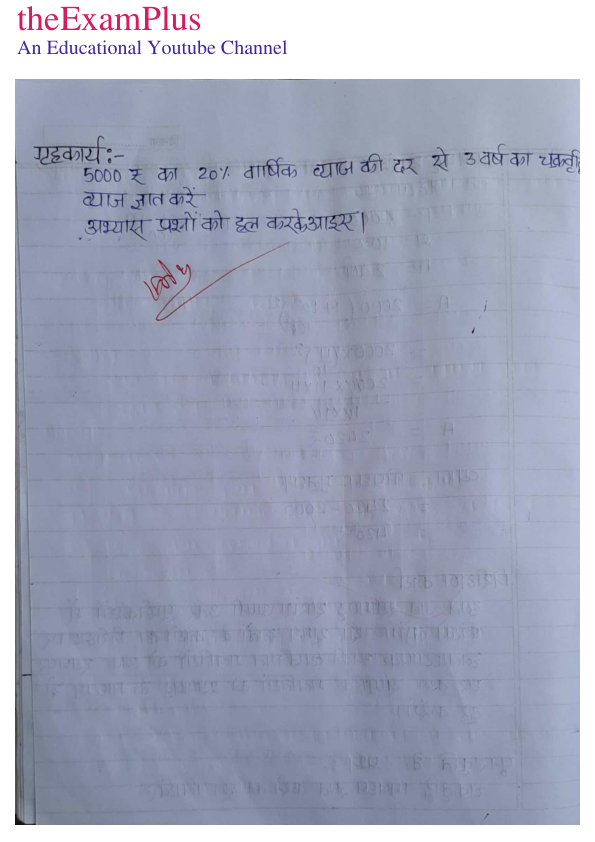 theExamPlus
An Educational Youtube Channel
गृहकार्य:-
5000 ₹ का 20% वार्षिक व्याज की दर से 3 वर्ष का चक्रवृ
व्याज ज्ञात करें
अभ्यास प्रश्नों को हल करके आइए।